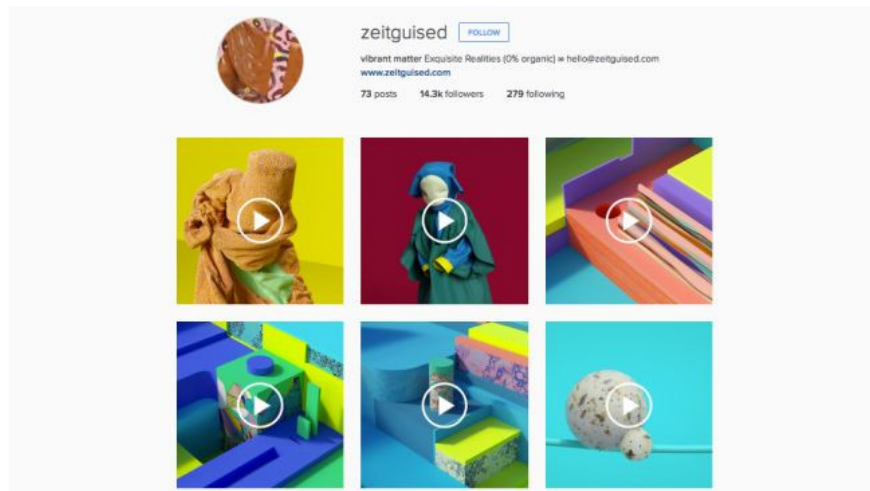 zeitguised FOLLOW
vibrant matter Exquisite Realities (0% organic) ∞ hello@zeitguised.com
www.zeitguised.com
73 posts 14.3k followers 279 following